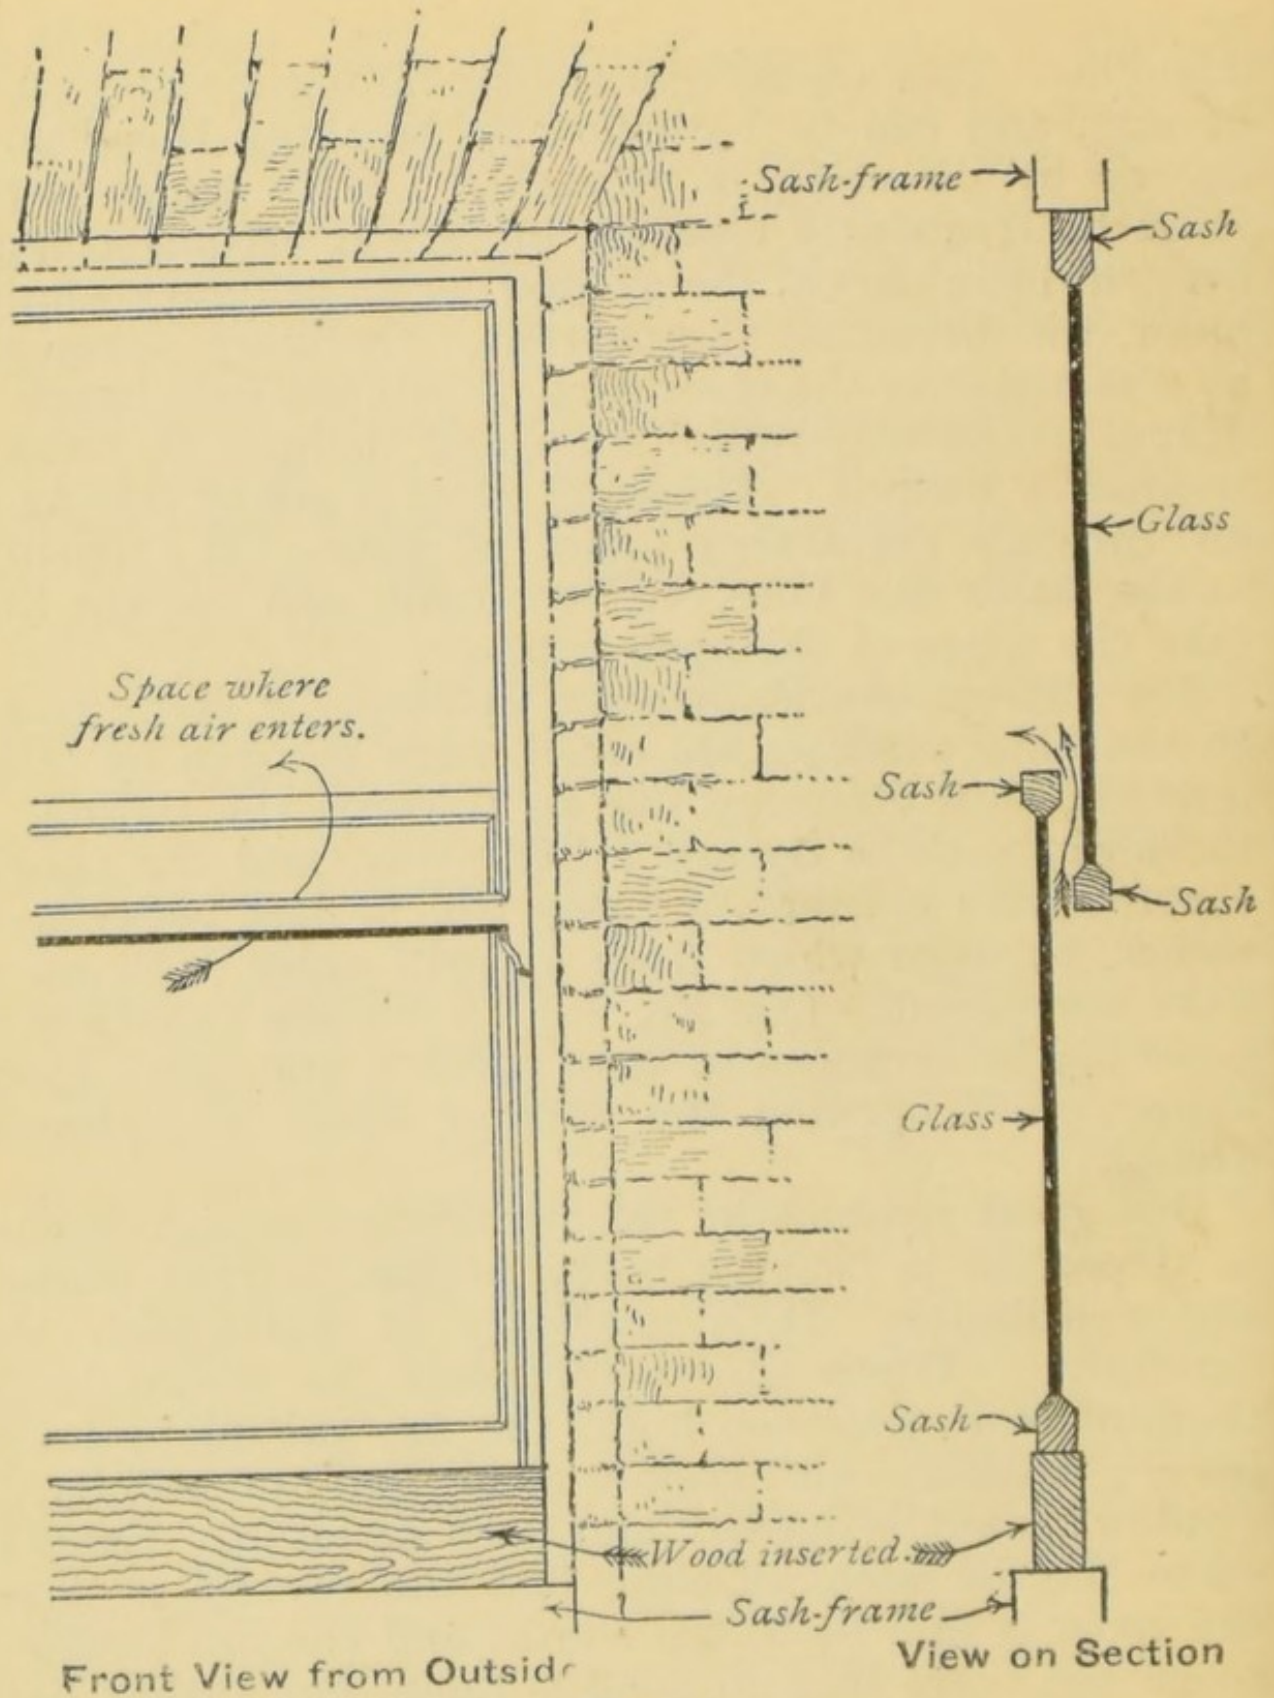 Sash-frame
Sash
Glass
Space where
fresh air enters.
Sash
Sash
Glass
Sash
Wood inserted.
Sash-frame
View on Section
Front View from Outside